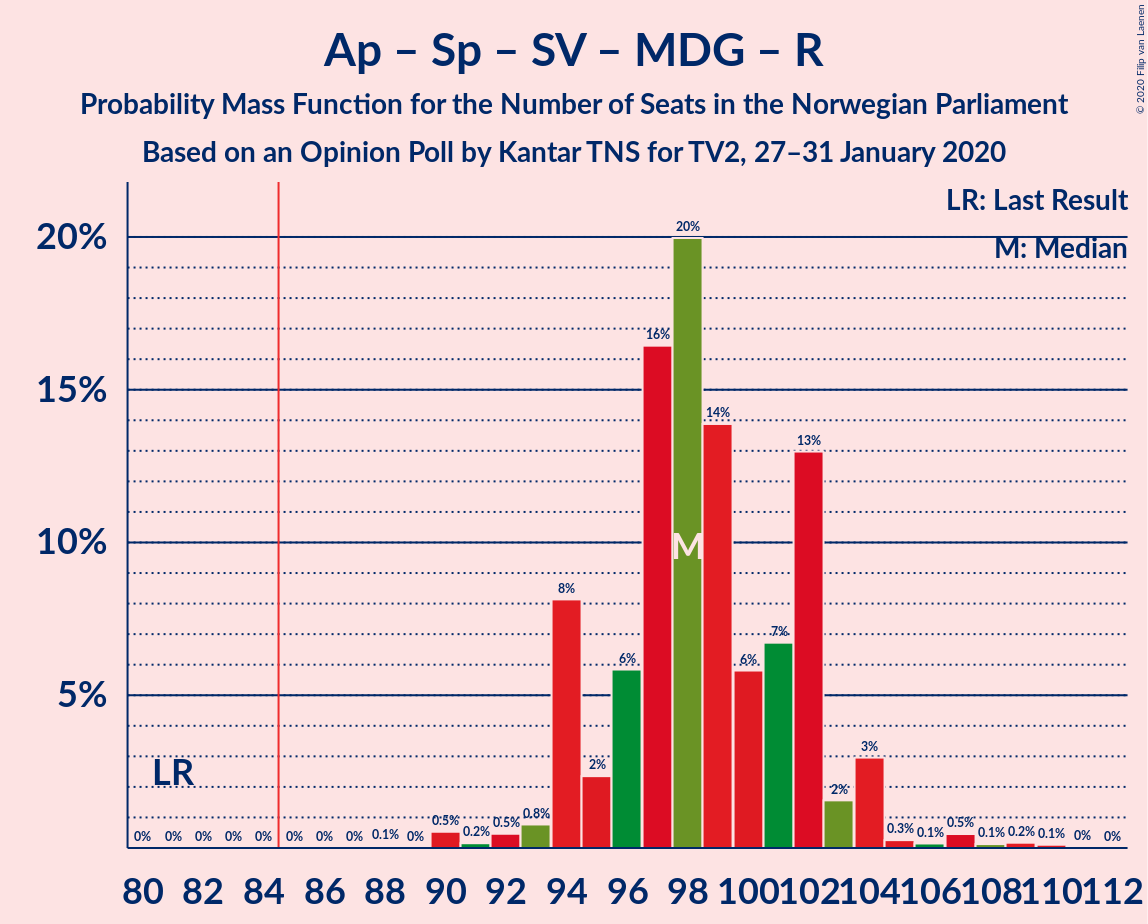 Ap – Sp – SV – MDG – R
Probability Mass Function for the Number of Seats in the Norwegian Parliament
Based on an Opinion Poll by Kantar TNS for TV2, 27–31 January 2020
© 2020 Filip van Laenen
LR: Last Result
M: Median
20%
15%
10%
5%
LR
M
0% 0% 0% 0% 0% 0% 0% 0% 0.1% 0% 0.5% 0.2% 0.5% 0.8% 8% 2% 6% 16% 20% 14% 6% 7% 13% 2% 3% 0.3% 0.1% 0.5% 0.1% 0.2% 0.1% 0% 0%
80 82 84 86 88 90 92 94 96 98 100 102 104 106 108 110 112